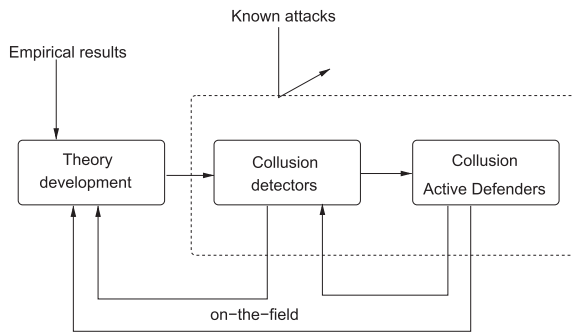 Known attacks
Empirical results
Theory
development
Collusion
detectors
Collusion
Active Defenders
on−the−field